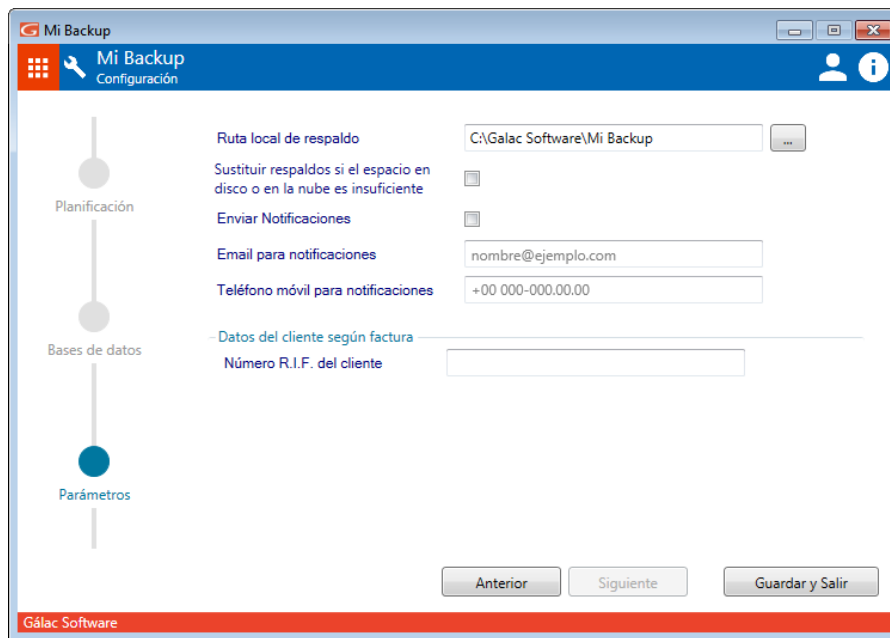 Mi Backup
Mi Backup
Configuración
Ruta local de respaldo
C:\Galac Software\Mi Backup
...
Sustituir respaldos si el espacio en
disco o en la nube es insuficiente
Planificación
Enviar Notificaciones
Email para notificaciones
nombre@ejemplo.com
Teléfono móvil para notificaciones
+00 000-000.00.00
Datos del cliente según factura
Bases de datos
Número R.I.F. del cliente
Parámetros
Anterior
Siguiente
Guardar y Salir
Gálac Software